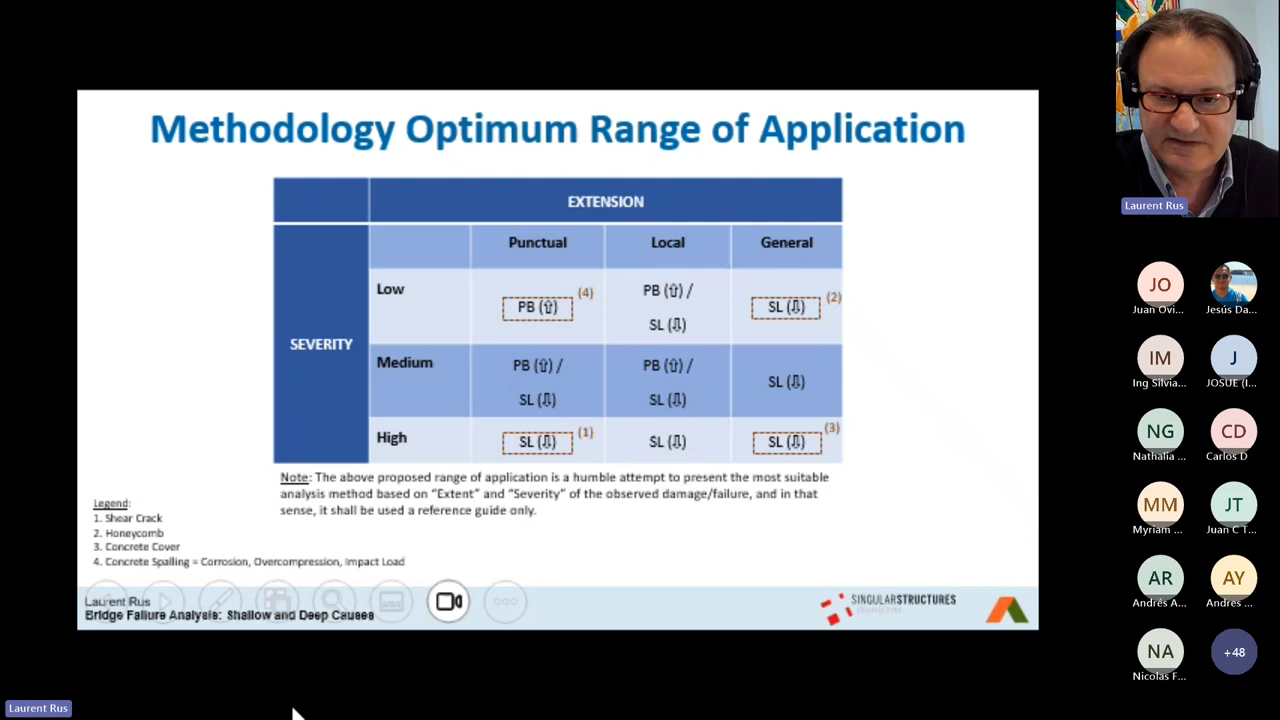 Methodology Optimum Range of Application
EXTENSION
Punctual Local General
SEVERITY
Low
PB (⇧) (4)
PB (⇧) /
SL (⇩)
SL (⇩) (2)
Medium
PB (⇧) /
SL (⇩)
PB (⇧) /
SL (⇩)
SL (⇩)
High
SL (⇩) (1)
SL (⇩)
SL (⇩) (3)
Note: The above proposed range of application is a humble attempt to present the most suitable
analysis method based on “Extent” and “Severity” of the observed damage/failure, and in that
sense, it shall be used a reference guide only.
Legend:
1. Shear Crack
2. Honeycomb
3. Concrete Cover
4. Concrete Spalling = Corrosion, Overcompression, Impact Load
Laurent Rus
Bridge Failure Analysis: Shallow and Deep Causes
SINGULARSTRUCTURES
ENGINEERING
Laurent Rus
Laurent Rus
JO
Juan Ovi...
Jesús Da...
IM
Ing Silvia...
J
JOSUE (I...
NG
Nathalia ...
CD
Carlos D
MM
Myriam ...
JT
Juan C T...
AR
Andrés A...
AY
Andres ...
NA
Nicolas F...
+48